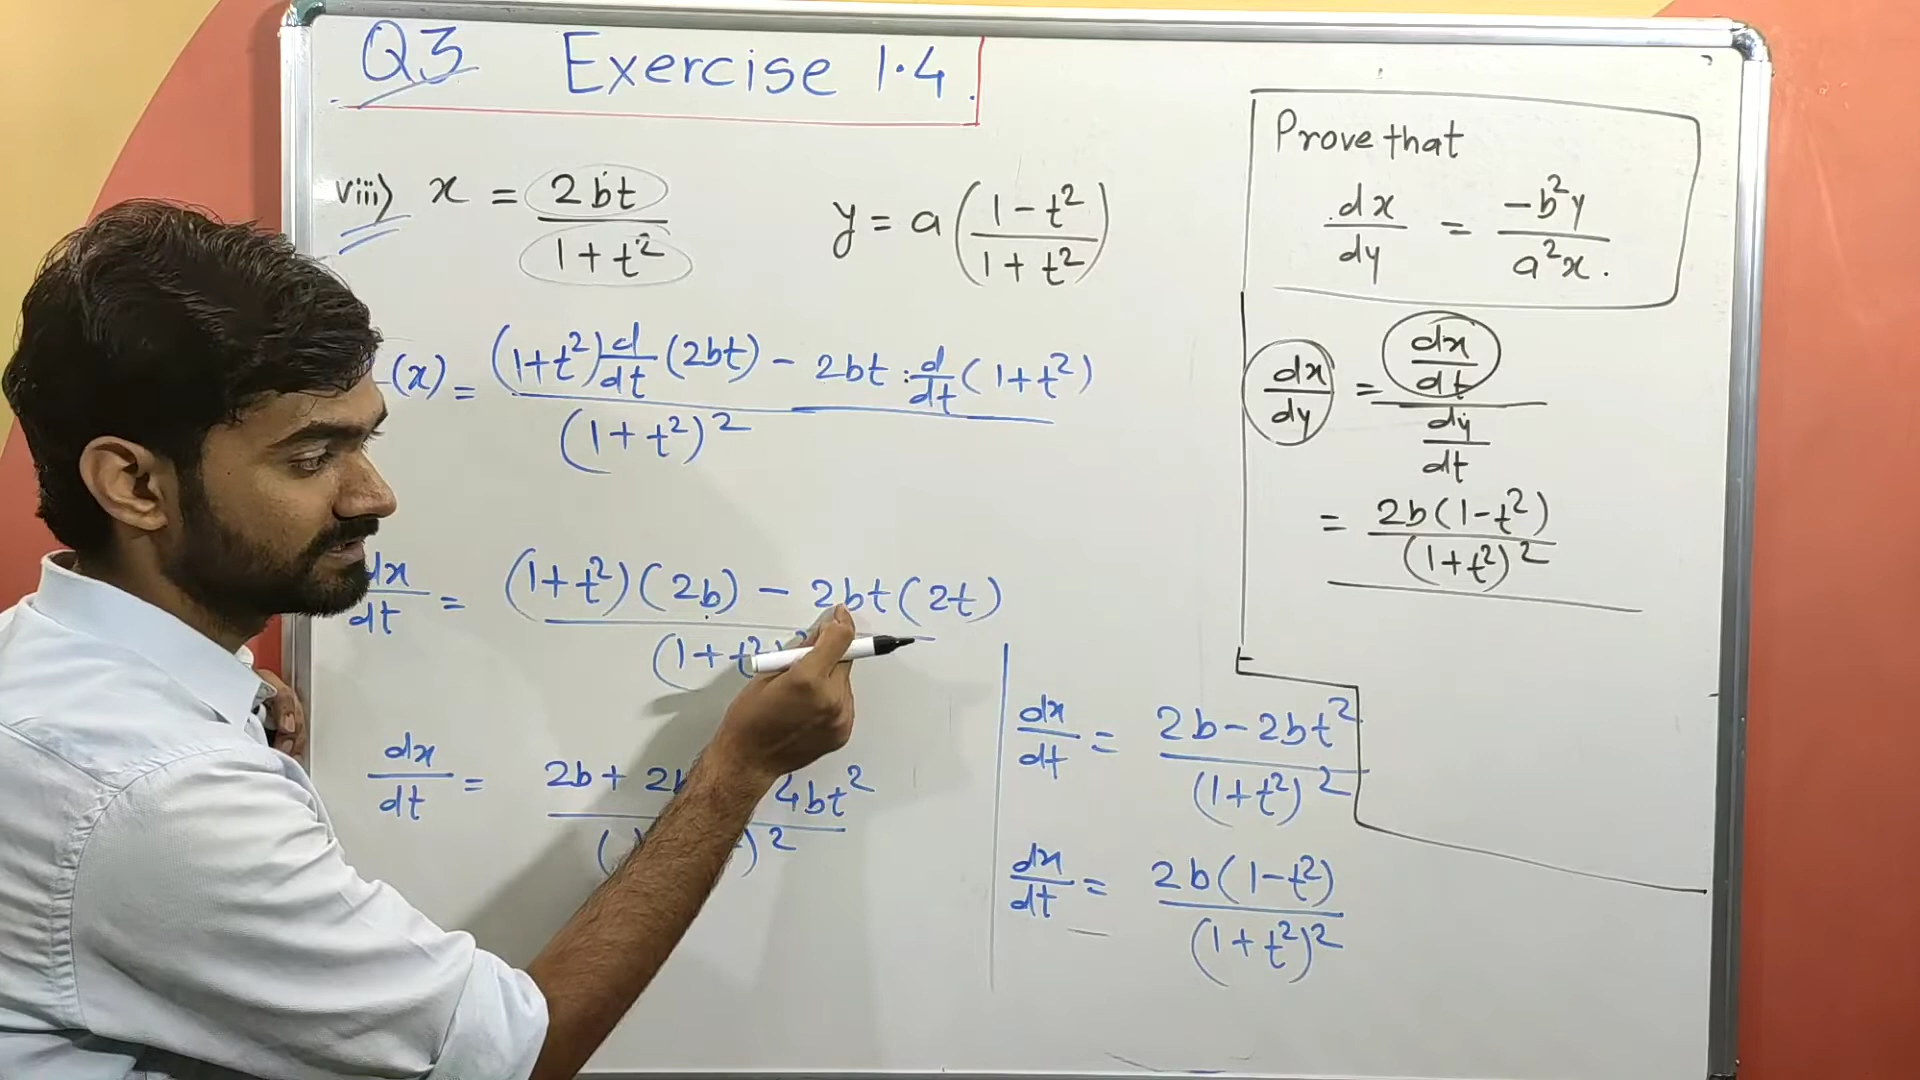 Q3 Exercise 1.4.
viii) x = 2bt / 1+t² y = a (1-t² / 1+t²)
(x) = (1+t²) d/dt (2bt) - 2bt . d/dt (1+t²) / (1+t²)²
dx/dt = (1+t²)(2b) - 2bt(2t) / (1+t²)
dx/dt = 2b + 2b 4bt² / ( )²
dx/dt = 2b - 2bt² / (1+t²)²
dx/dt = 2b(1-t²) / (1+t²)²
Prove that
dx/dy = -b²y / a²x.
dx/dy = dx/dt / dy/dt
= 2b(1-t²) / (1+t²)²